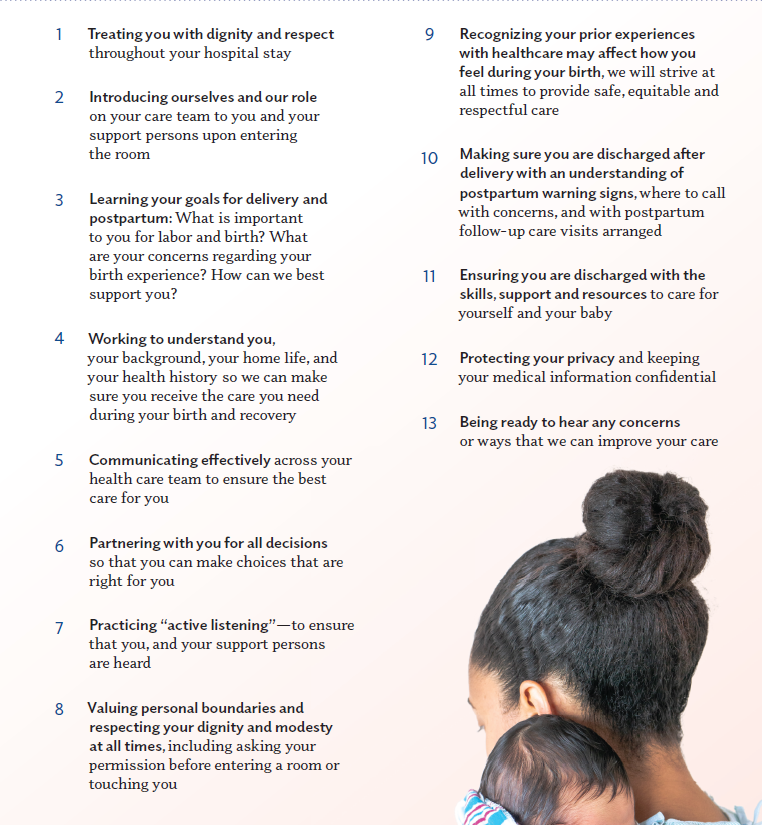 1 Treating you with dignity and respect
throughout your hospital stay
2 Introducing ourselves and our role
on your care team to you and your
support persons upon entering
the room
3 Learning your goals for delivery and
postpartum: What is important
to you for labor and birth? What
are your concerns regarding your
birth experience? How can we best
support you?
4 Working to understand you,
your background, your home life, and
your health history so we can make
sure you receive the care you need
during your birth and recovery
5 Communicating effectively across your
health care team to ensure the best
care for you
6 Partnering with you for all decisions
so that you can make choices that are
right for you
7 Practicing “active listening”—to ensure
that you, and your support persons
are heard
8 Valuing personal boundaries and
respecting your dignity and modesty
at all times, including asking your
permission before entering a room or
touching you
9 Recognizing your prior experiences
with healthcare may affect how you
feel during your birth, we will strive at
all times to provide safe, equitable and
respectful care
10 Making sure you are discharged after
delivery with an understanding of
postpartum warning signs, where to call
with concerns, and with postpartum
follow-up care visits arranged
11 Ensuring you are discharged with the
skills, support and resources to care for
yourself and your baby
12 Protecting your privacy and keeping
your medical information confidential
13 Being ready to hear any concerns
or ways that we can improve your care